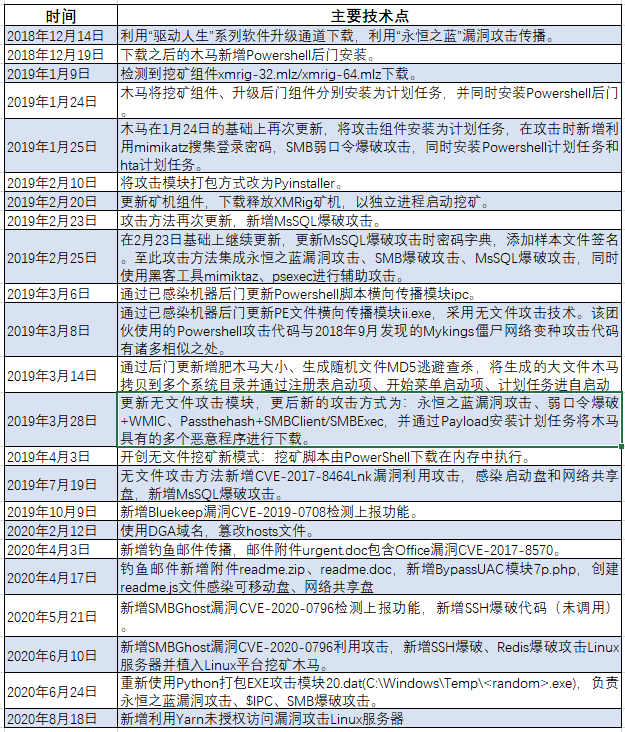 时间 主要技术点
2018年12月14日 利用“驱动人生”系列软件升级通道下载，利用“永恒之蓝”漏洞攻击传播。
2018年12月19日 下载之后的木马新增Powershell后门安装。
2019年1月9日 检测到挖矿组件xmrig-32.mlz/xmrig-64.mlz下载。
2019年1月24日 木马将挖矿组件、升级后门组件分别安装为计划任务，并同时安装Powershell后门
。
2019年1月25日 木马在1月24日的基础上再次更新，将攻击组件安装为计划任务，在攻击时新增利
用mimikatz搜集登录密码，SMB弱口令爆破攻击，同时安装Powershell计划任务和
hta计划任务。
2019年2月10日 将攻击模块打包方式改为Pyinstaller。
2019年2月20日 更新矿机组件，下载释放XMRig矿机，以独立进程启动挖矿。
2019年2月23日 攻击方法再次更新，新增MsSQL爆破攻击。
2019年2月25日 在2月23日基础上继续更新，更新MsSQL爆破攻击时密码字典，添加样本文件签名
。至此攻击方法集成永恒之蓝漏洞攻击、SMB爆破攻击、MsSQL爆破攻击，同时
使用黑客工具mimiktaz、psexec进行辅助攻击。
2019年3月6日 通过已感染机器后门更新Powershell脚本横向传播模块ipc。
2019年3月8日 通过已感染机器后门更新PE文件横向传播模块ii.exe，采用无文件攻击技术。该团
伙使用的Powershell攻击代码与2018年9月发现的Mykings僵尸网络变种攻击代码
有诸多相似之处。
2019年3月14日 通过后门更新增肥木马大小、生成随机文件MD5逃避查杀，将生成的大文件木马
拷贝到多个系统目录并通过注册表启动项、开始菜单启动项、计划任务进自启动
2019年3月28日 更新无文件攻击模块，更后新的攻击方式为：永恒之蓝漏洞攻击、弱口令爆破
+WMIC、Passthehash+SMBClient/SMBExec，并通过Payload安装计划任务将木马
具有的多个恶意程序进行下载。
2019年4月3日 开创无文件挖矿新模式：挖矿脚本由PowerShell下载在内存中执行。
2019年7月19日 无文件攻击方法新增CVE-2017-8464Lnk漏洞利用攻击，感染启动盘和网络共享
盘，新增MsSQL爆破攻击。
2019年10月9日 新增Bluekeep漏洞CVE-2019-0708检测上报功能。
2020年2月12日 使用DGA域名，篡改hosts文件。
2020年4月3日 新增钓鱼邮件传播，邮件附件urgent.doc包含Office漏洞CVE-2017-8570。
2020年4月17日 钓鱼邮件新增附件readme.zip、readme.doc，新增BypassUAC模块7p.php，创建
readme.js文件感染可移动盘、网络共享盘
2020年5月21日 新增SMBGhost漏洞CVE-2020-0796检测上报功能，新增SSH爆破代码（未调用）
。
2020年6月10日 新增SMBGhost漏洞CVE-2020-0796利用攻击，新增SSH爆破、Redis爆破攻击Linux
服务器并植入Linux平台挖矿木马。
2020年6月24日 重新使用Python打包EXE攻击模块20.dat(C:\Windows\Temp\<random>.exe)，负责
永恒之蓝漏洞攻击、$IPC、SMB爆破攻击。
2020年8月18日 新增利用Yarn未授权访问漏洞攻击Linux服务器